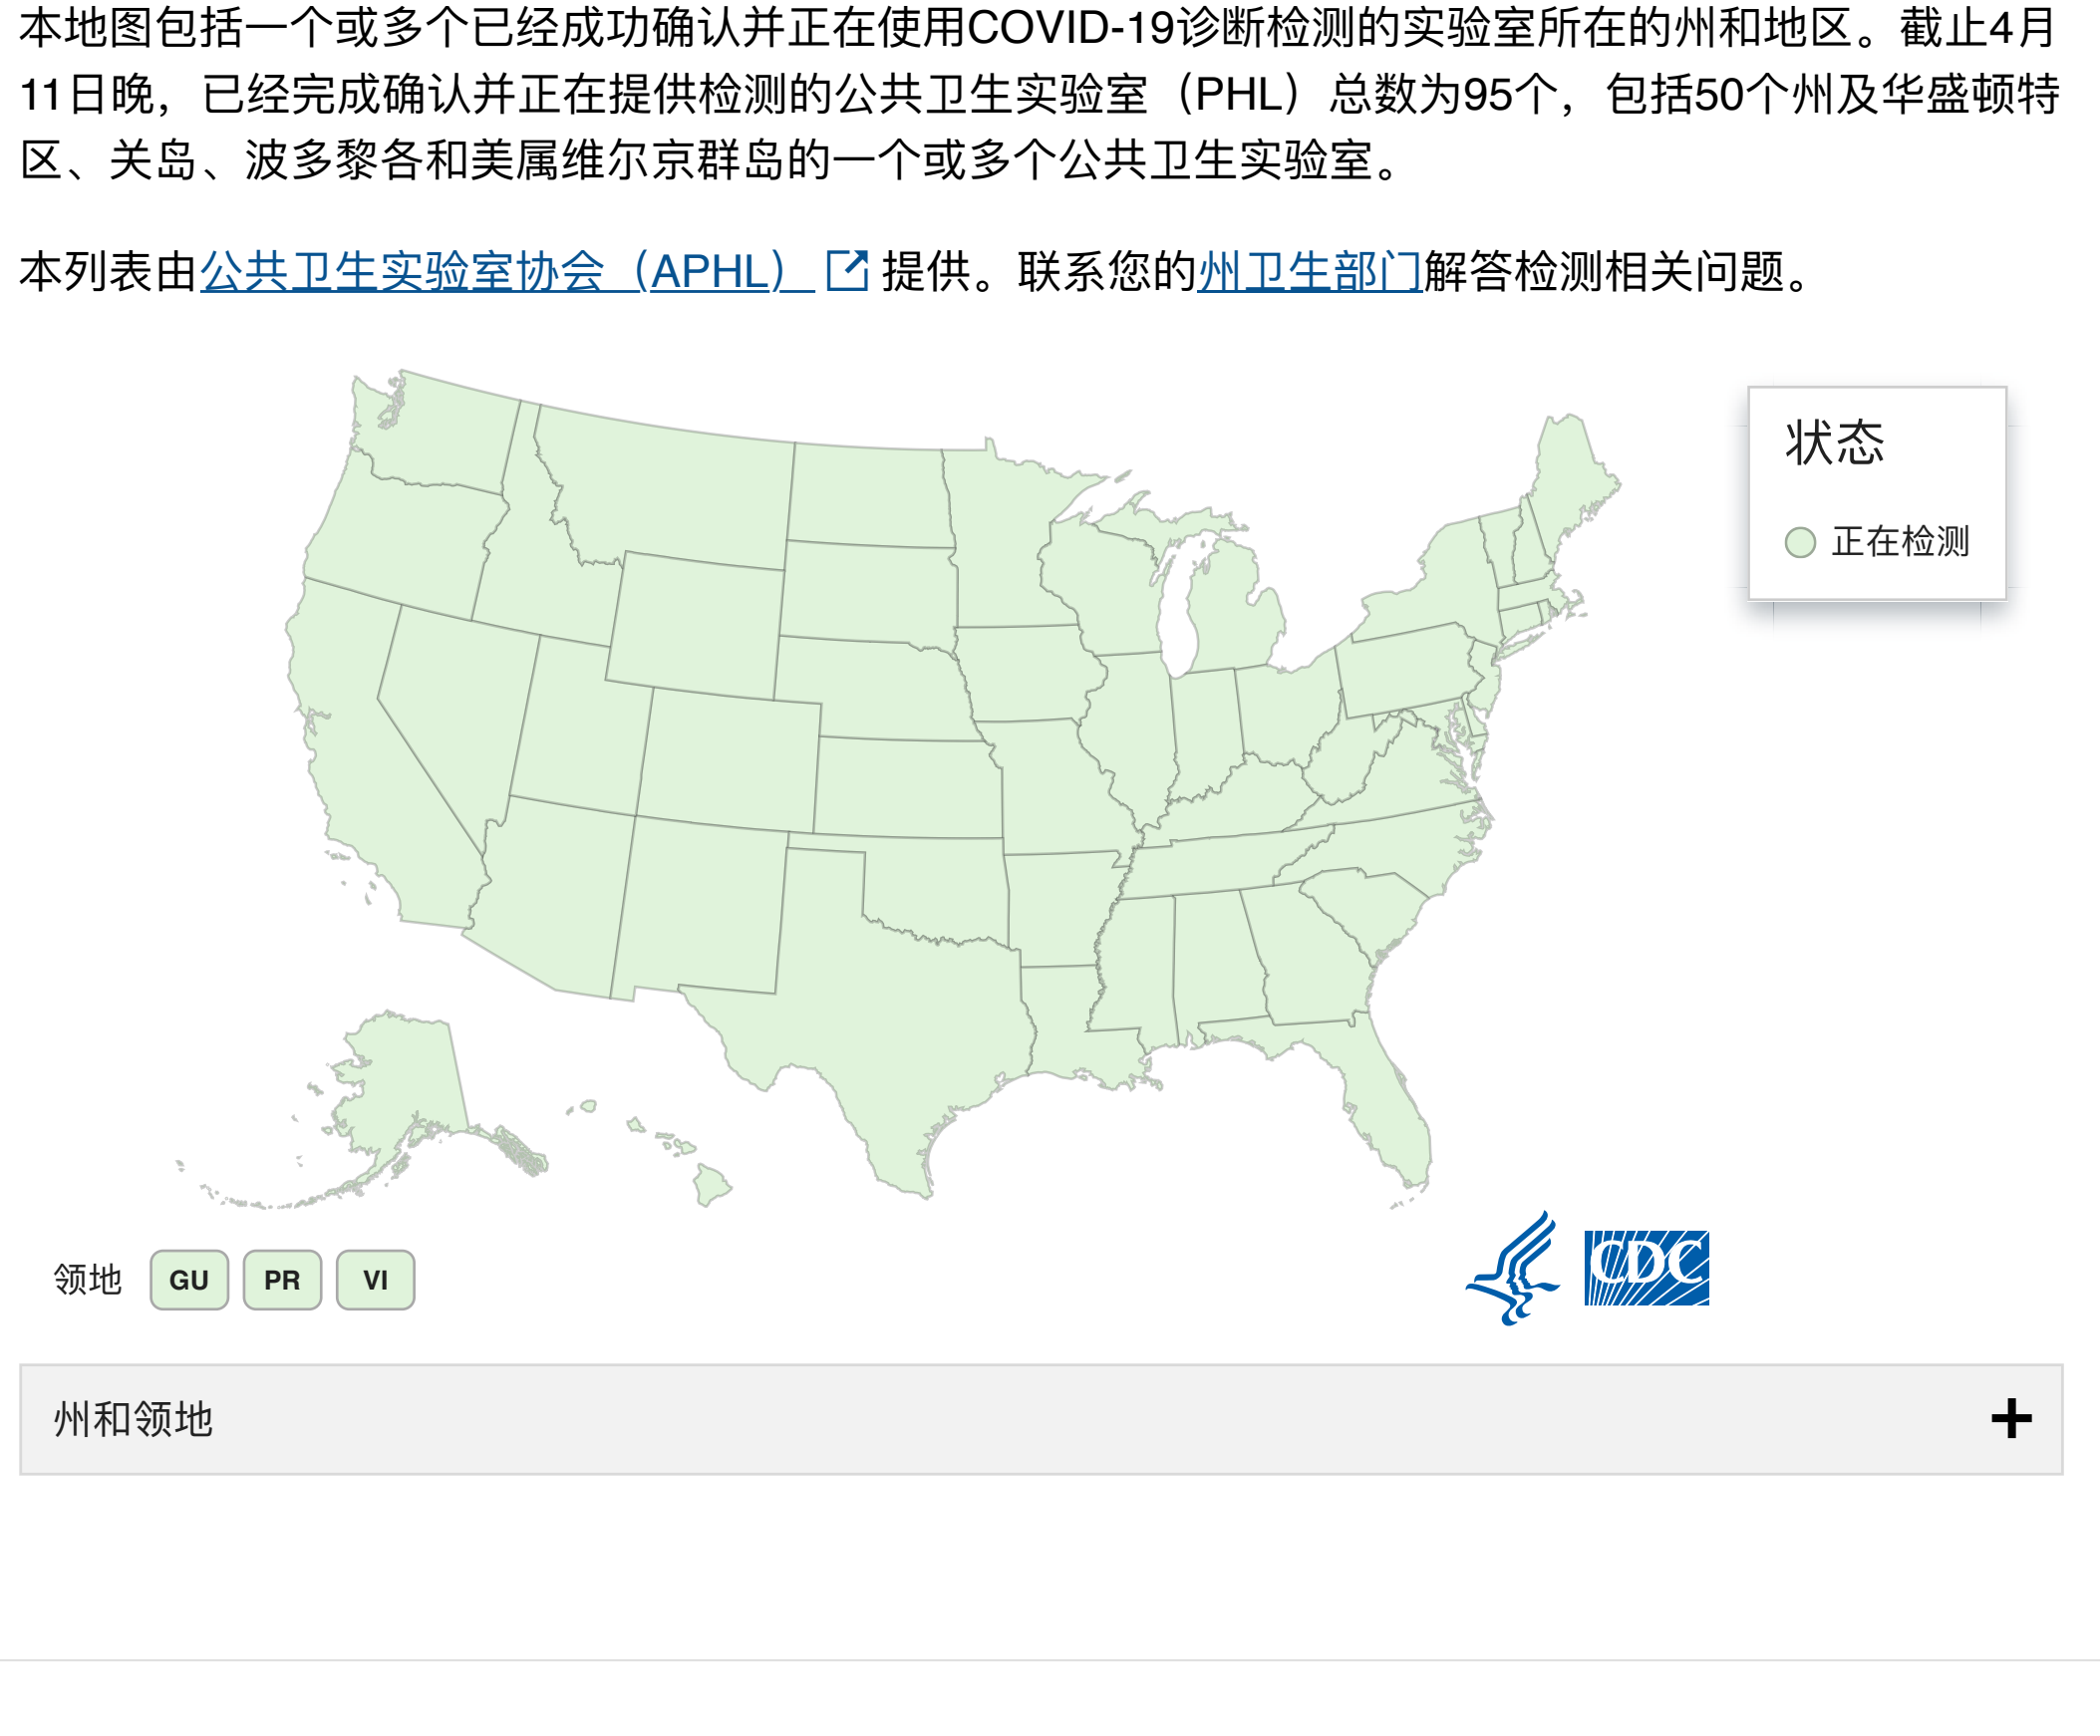 本地图包括一个或多个已经成功确认并正在使用COVID-19诊断检测的实验室所在的州和地区。截止4月
11日晚，已经完成确认并正在提供检测的公共卫生实验室（PHL）总数为95个，包括50个州及华盛顿特
区、关岛、波多黎各和美属维尔京群岛的一个或多个公共卫生实验室。
本列表由公共卫生实验室协会（APHL） 提供。联系您的州卫生部门解答检测相关问题。
状态
正在检测
领地 GU PR VI
CDC
州和领地 +